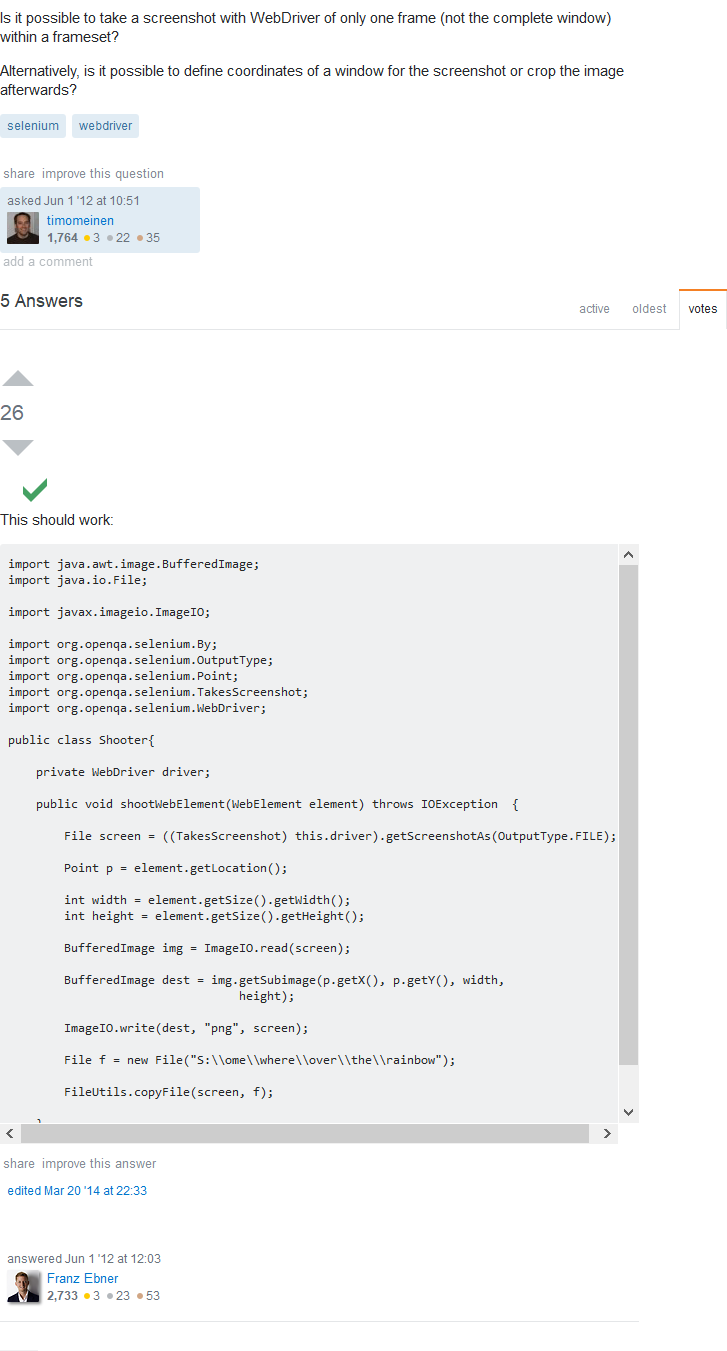 Is it possible to take a screenshot with WebDriver of only one frame (not the complete window)
within a frameset?
Alternatively, is it possible to define coordinates of a window for the screenshot or crop the image
afterwards?
selenium webdriver
share improve this question
asked Jun 1 '12 at 10:51
timomeinen
1,764 ●3 ●22 ●35
add a comment
5 Answers
active oldest votes
26
This should work:
import java.awt.image.BufferedImage;
import java.io.File;
import javax.imageio.ImageIO;
import org.openqa.selenium.By;
import org.openqa.selenium.OutputType;
import org.openqa.selenium.Point;
import org.openqa.selenium.TakesScreenshot;
import org.openqa.selenium.WebDriver;
public class Shooter{
private WebDriver driver;
public void shootWebElement(WebElement element) throws IOException {
File screen = ((TakesScreenshot) this.driver).getScreenshotAs(OutputType.FILE);
Point p = element.getLocation();
int width = element.getSize().getWidth();
int height = element.getSize().getHeight();
BufferedImage img = ImageIO.read(screen);
BufferedImage dest = img.getSubimage(p.getX(), p.getY(), width,
height);
ImageIO.write(dest, "png", screen);
File f = new File("S:\\ome\\where\\over\\the\\rainbow");
FileUtils.copyFile(screen, f);
}
share improve this answer
edited Mar 20 '14 at 22:33
answered Jun 1 '12 at 12:03
Franz Ebner
2,733 ●3 ●23 ●53